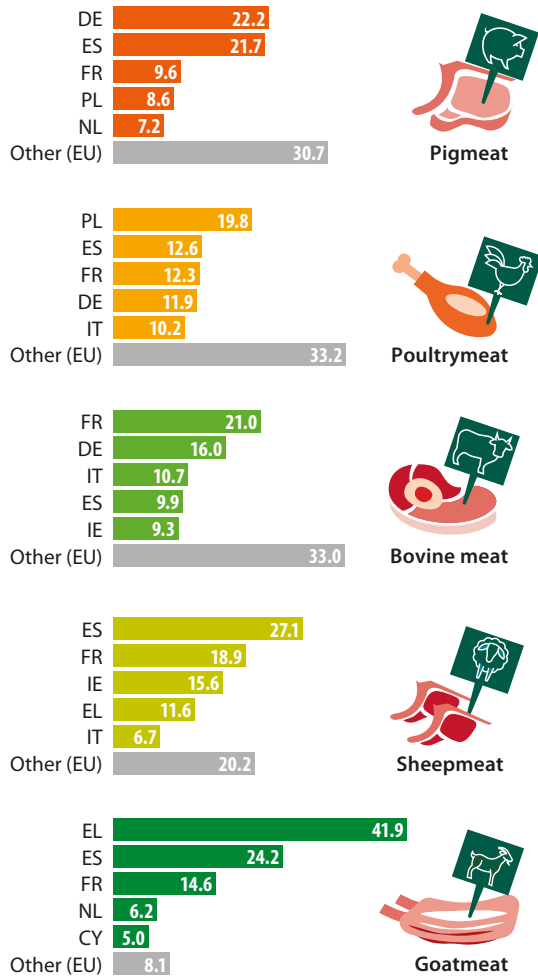 DE 22.2
ES 21.7
FR 9.6
PL 8.6
NL 7.2
Other (EU) 30.7
Pigmeat
PL 19.8
ES 12.6
FR 12.3
DE 11.9
IT 10.2
Other (EU) 33.2
Poultrymeat
FR 21.0
DE 16.0
IT 10.7
ES 9.9
IE 9.3
Other (EU) 33.0
Bovine meat
ES 27.1
FR 18.9
IE 15.6
EL 11.6
IT 6.7
Other (EU) 20.2
Sheepmeat
EL 41.9
ES 24.2
FR 14.6
NL 6.2
CY 5.0
Other (EU) 8.1
Goatmeat